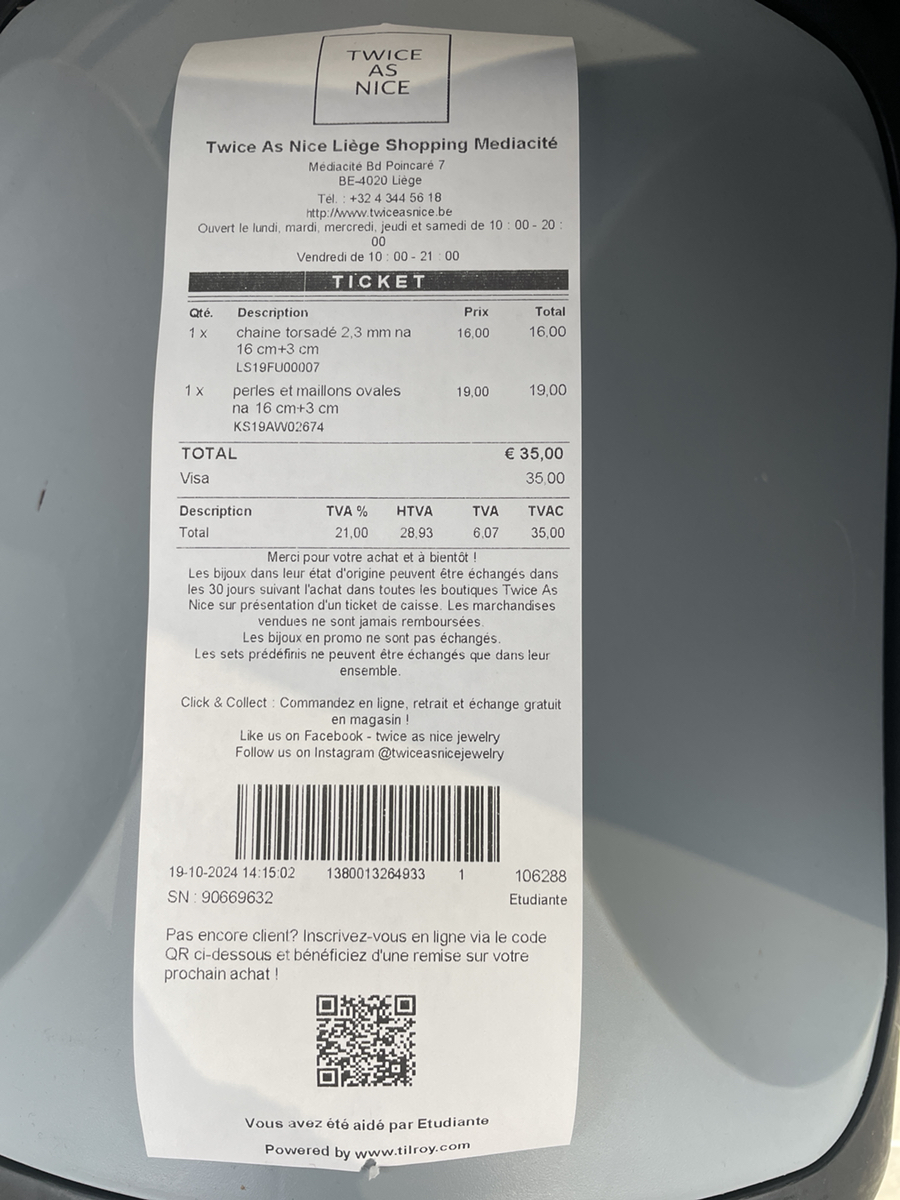 TWICE
AS
NICE
Twice As Nice Liège Shopping Mediacité
Médiacité Bd Poincaré 7
BE-4020 Liège
Tél. : +32 4 344 56 18
http://www.twiceasnice.be
Ouvert le lundi, mardi, mercredi, jeudi et samedi de 10 : 00 - 20 :
00
Vendredi de 10 : 00 - 21 : 00
TICKET
Qté. Description Prix Total
1 x chaine torsadé 2,3 mm na 16,00 16,00
16 cm+3 cm
LS19FU00007
1 x perles et maillons ovales 19,00 19,00
na 16 cm+3 cm
KS19AW02674
TOTAL € 35,00
Visa 35,00
Description TVA % HTVA TVA TVAC
Total 21,00 28,93 6,07 35,00
Merci pour votre achat et à bientôt !
Les bijoux dans leur état d'origine peuvent être échangés dans
les 30 jours suivant l'achat dans toutes les boutiques Twice As
Nice sur présentation d'un ticket de caisse. Les marchandises
vendues ne sont jamais remboursées.
Les bijoux en promo ne sont pas échangés.
Les sets prédéfinis ne peuvent être échangés que dans leur
ensemble.
Click & Collect : Commandez en ligne, retrait et échange gratuit
en magasin !
Like us on Facebook - twice as nice jewelry
Follow us on Instagram @twiceasnicejewelry
19-10-2024 14:15:02 1380013264933 1 106288
SN : 90669632 Etudiante
Pas encore client? Inscrivez-vous en ligne via le code
QR ci-dessous et bénéficiez d'une remise sur votre
prochain achat !
Vous avez été aidé par Etudiante
Powered by www.tilroy.com